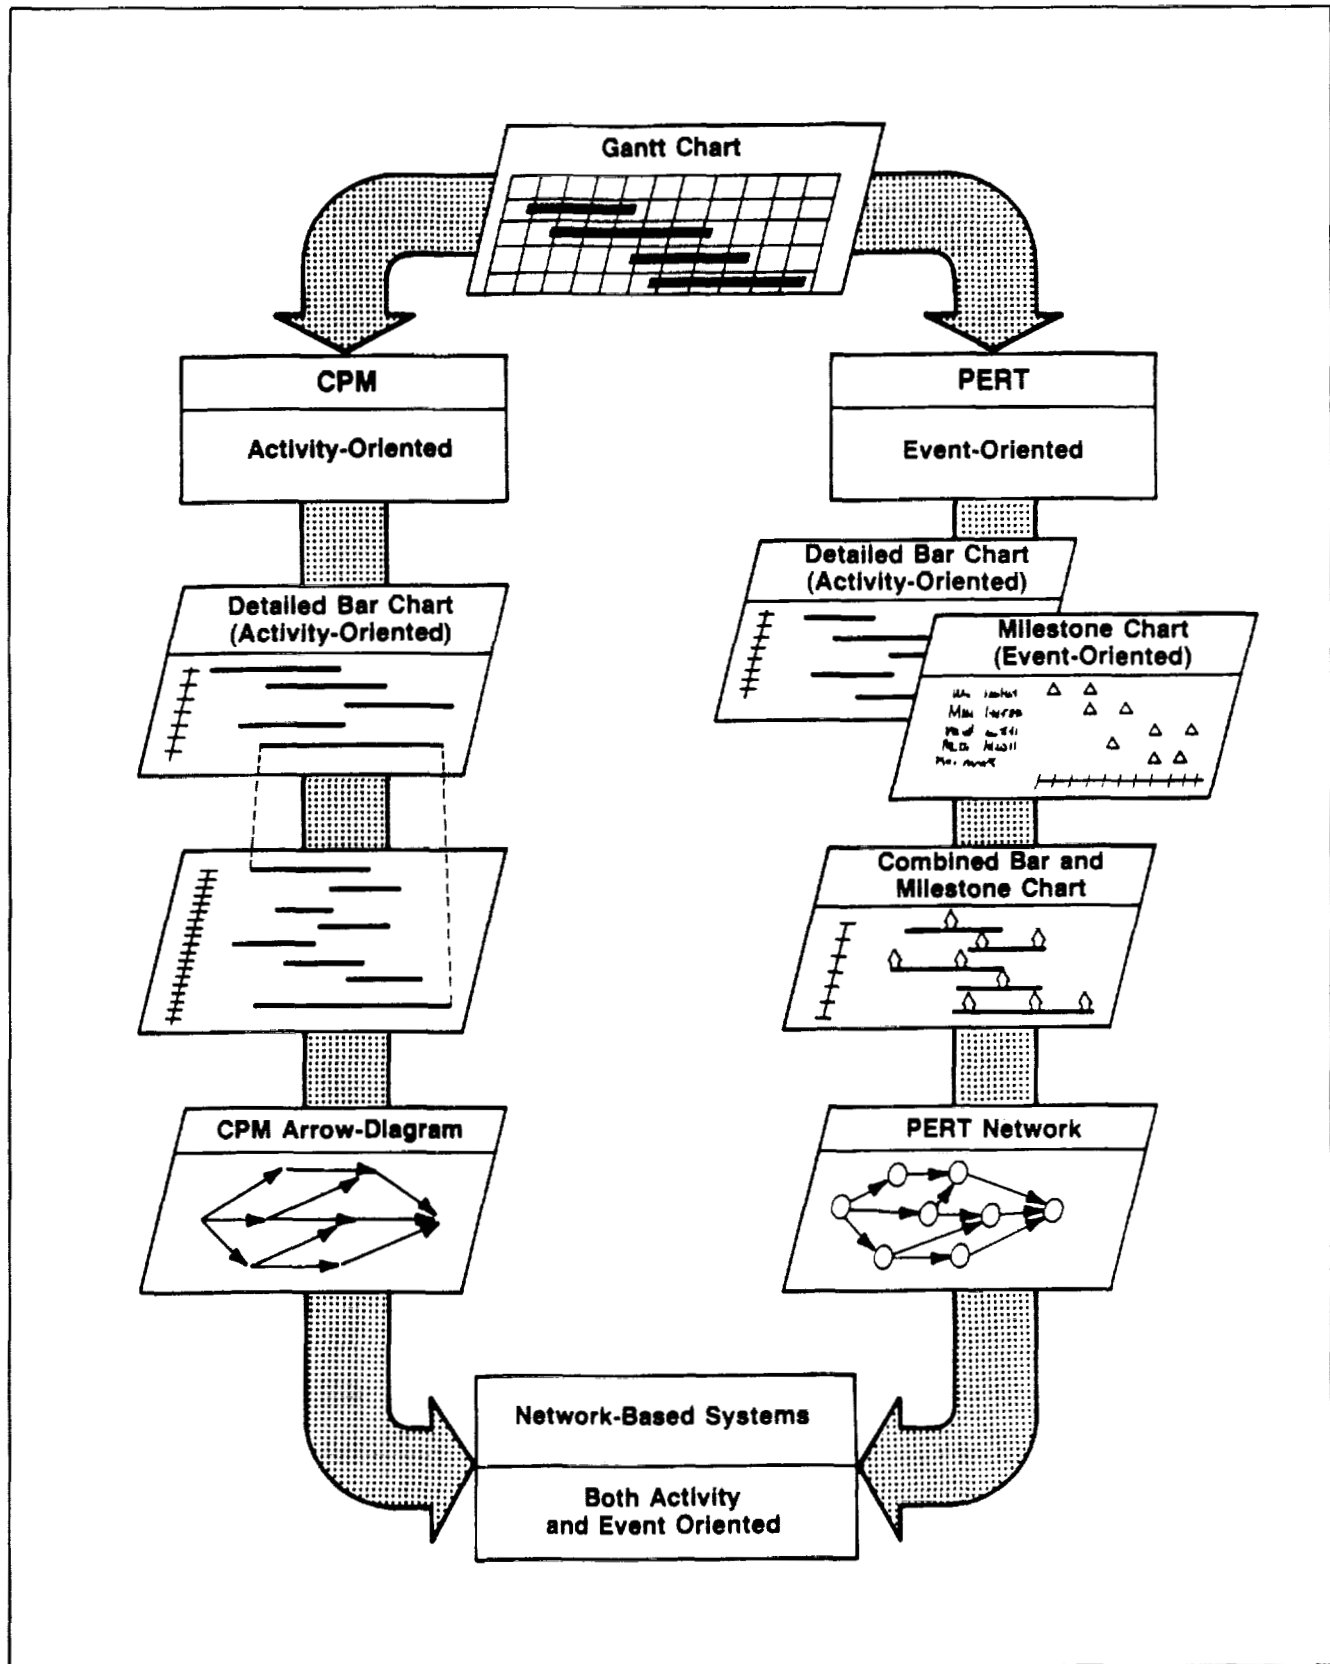 Gantt Chart
CPM
Activity-Oriented
Detailed Bar Chart
(Activity-Oriented)
CPM Arrow-Diagram
PERT
Event-Oriented
Detailed Bar Chart
(Activity-Oriented)
Milestone Chart
(Event-Oriented)
Combined Bar and
Milestone Chart
PERT Network
Network-Based Systems
Both Activity
and Event Oriented